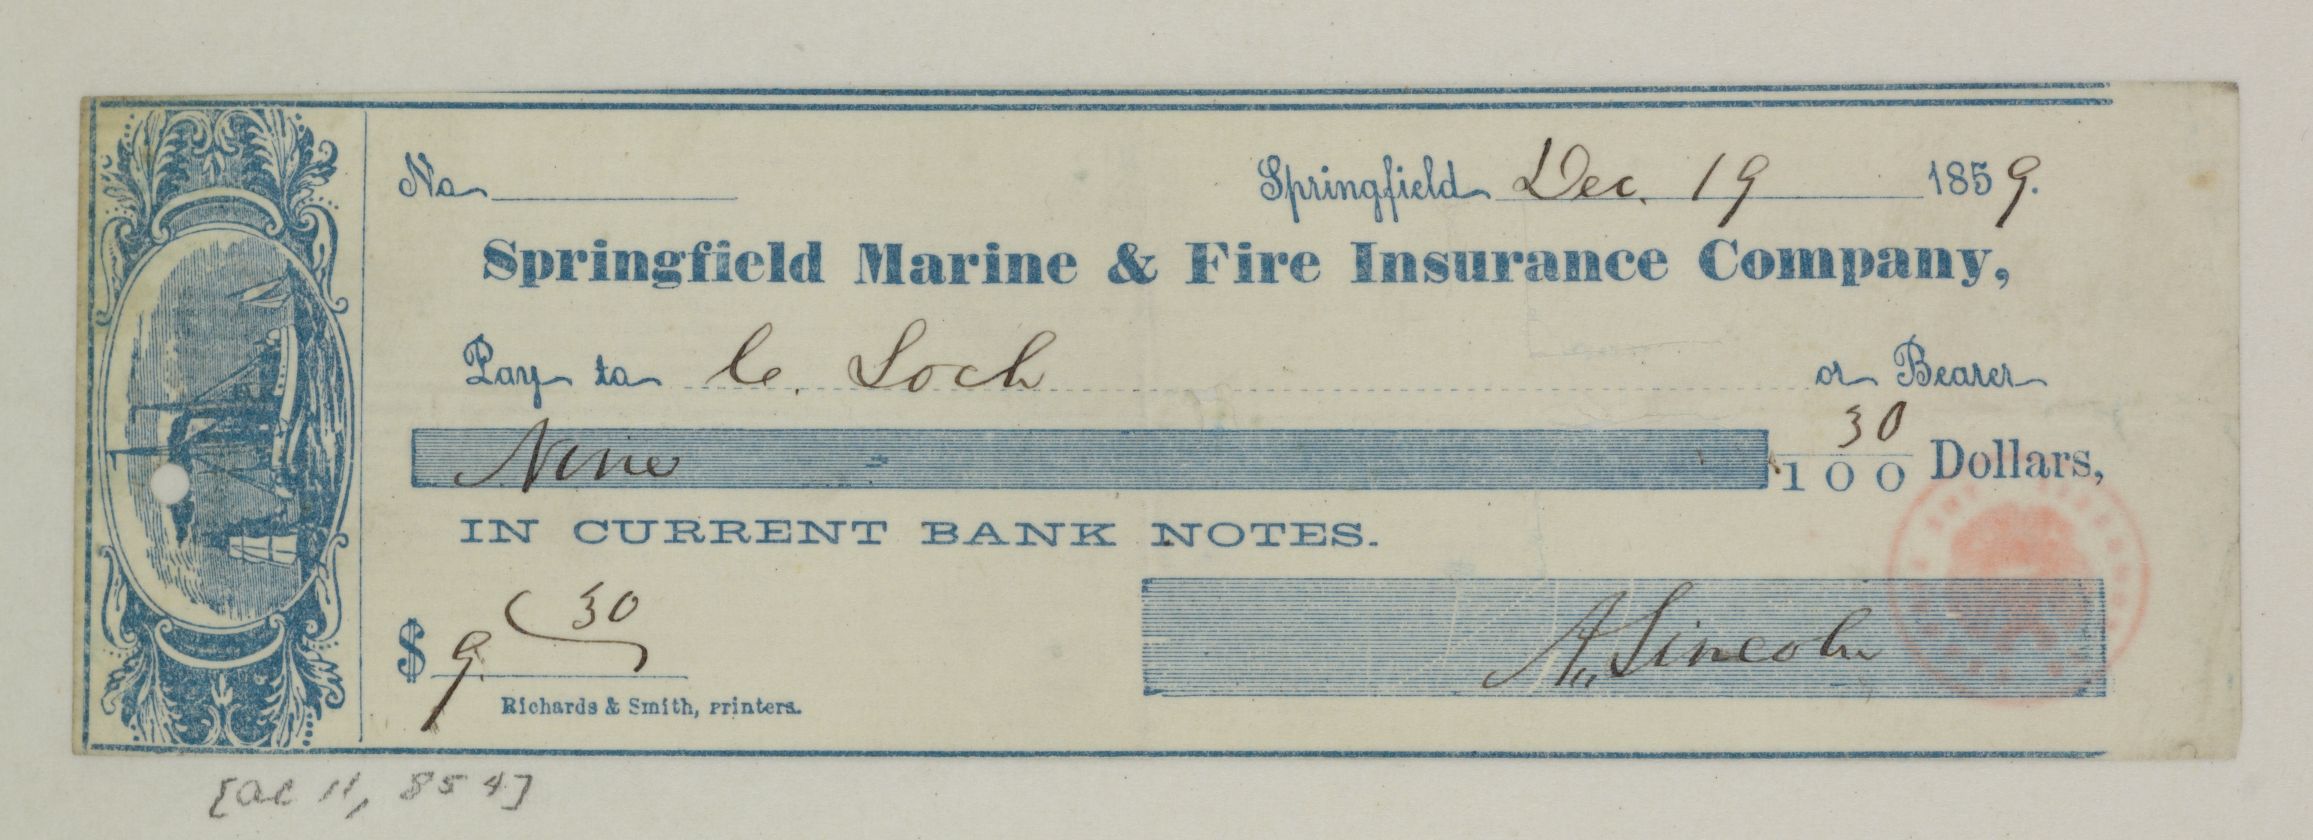 No Springfield Dec. 19 1859.
Springfield Marine & Fire Insurance Company,
Pay to C. Loch or Bearer
Nine 30/100 Dollars,
IN CURRENT BANK NOTES.
$9.30
A. Lincoln
Richards & Smith, printers.
[ac 11, 854]